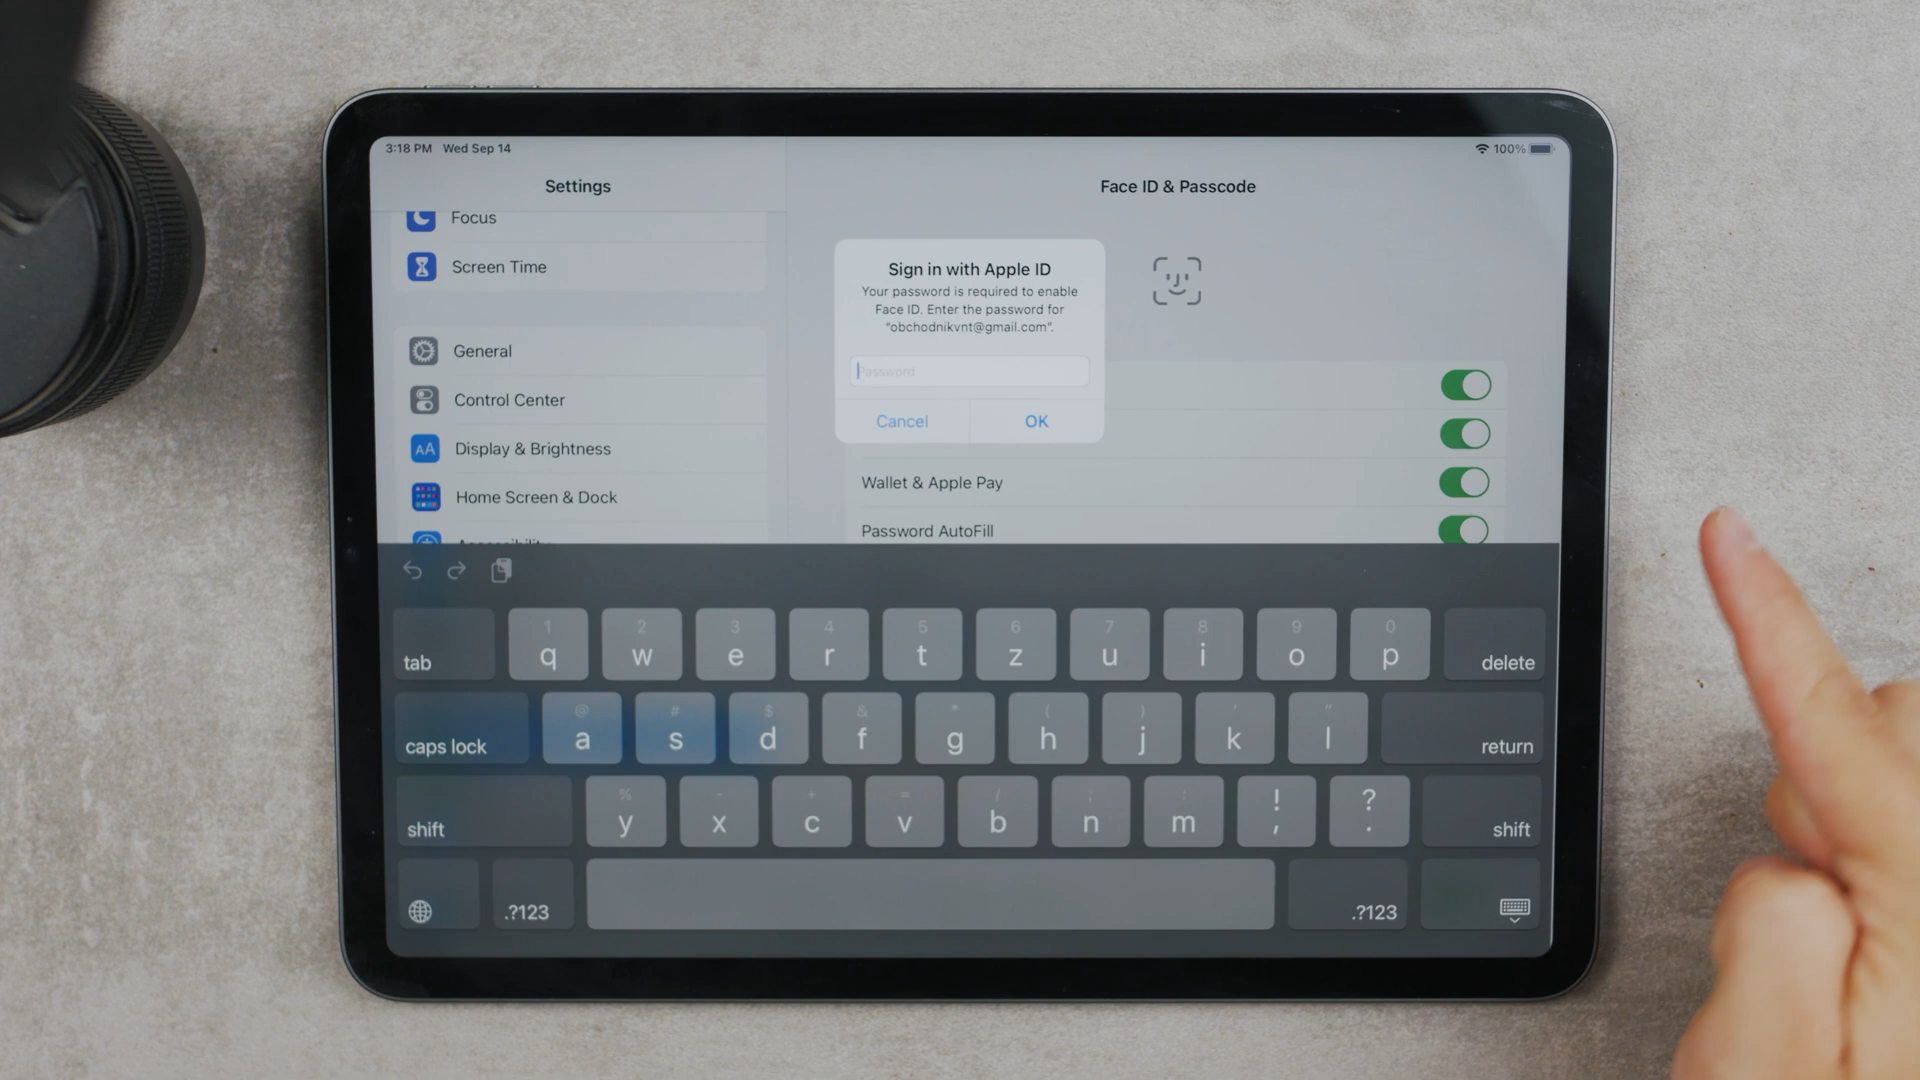 3:18 PM Wed Sep 14
100%
Settings
Face ID & Passcode
Focus
Screen Time
General
Control Center
Display & Brightness
Home Screen & Dock
Accessibility
Sign in with Apple ID
Your password is required to enable
Face ID. Enter the password for
“obchodnikvnt@gmail.com”.
Password
Cancel OK
Wallet & Apple Pay
Password AutoFill
1 2 3 4 5 6 7 8 9 0
tab q w e r t z u i o p delete
@ # $ & * ( ) ' "
caps lock a s d f g h j k l return
% - + = / ; : ! ?
shift y x c v b n m , . shift
.?123 .?123